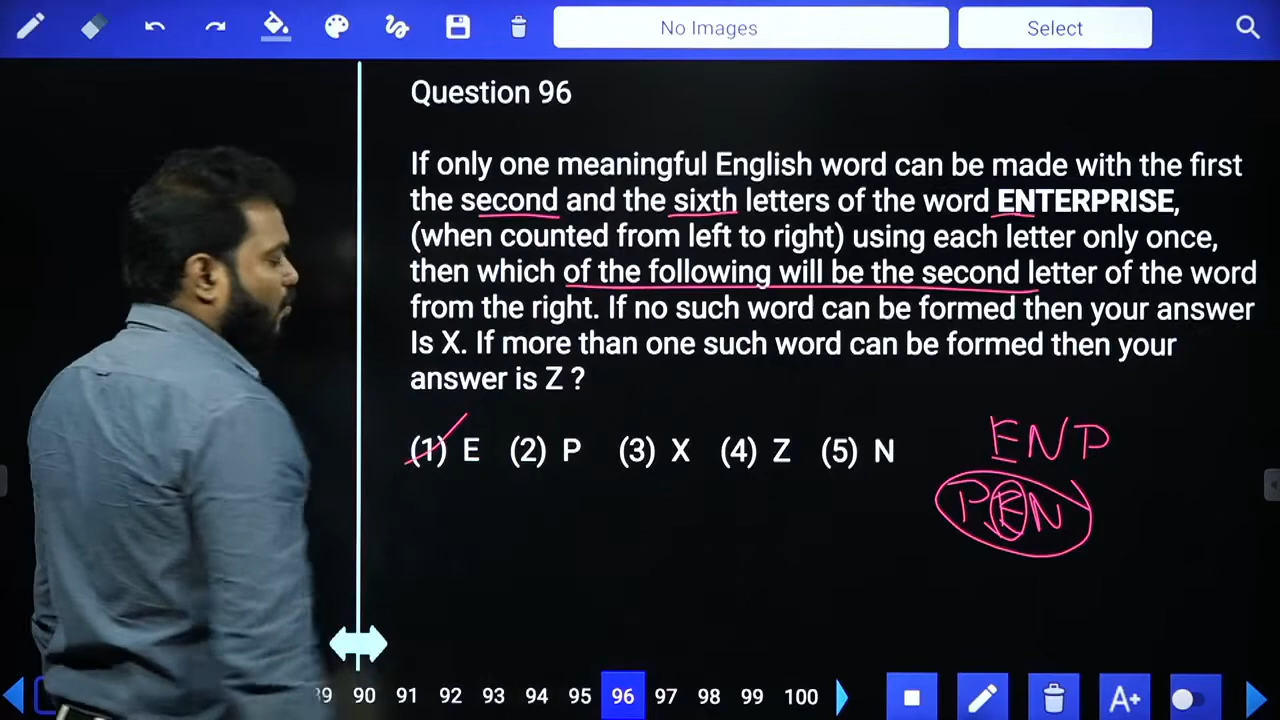 No Images
Select
Question 96
If only one meaningful English word can be made with the first
the second and the sixth letters of the word ENTERPRISE,
(when counted from left to right) using each letter only once,
then which of the following will be the second letter of the word
from the right. If no such word can be formed then your answer
Is X. If more than one such word can be formed then your
answer is Z ?
(1) E (2) P (3) X (4) Z (5) N
ENP
PEN
90 91 92 93 94 95 96 97 98 99 100 A+